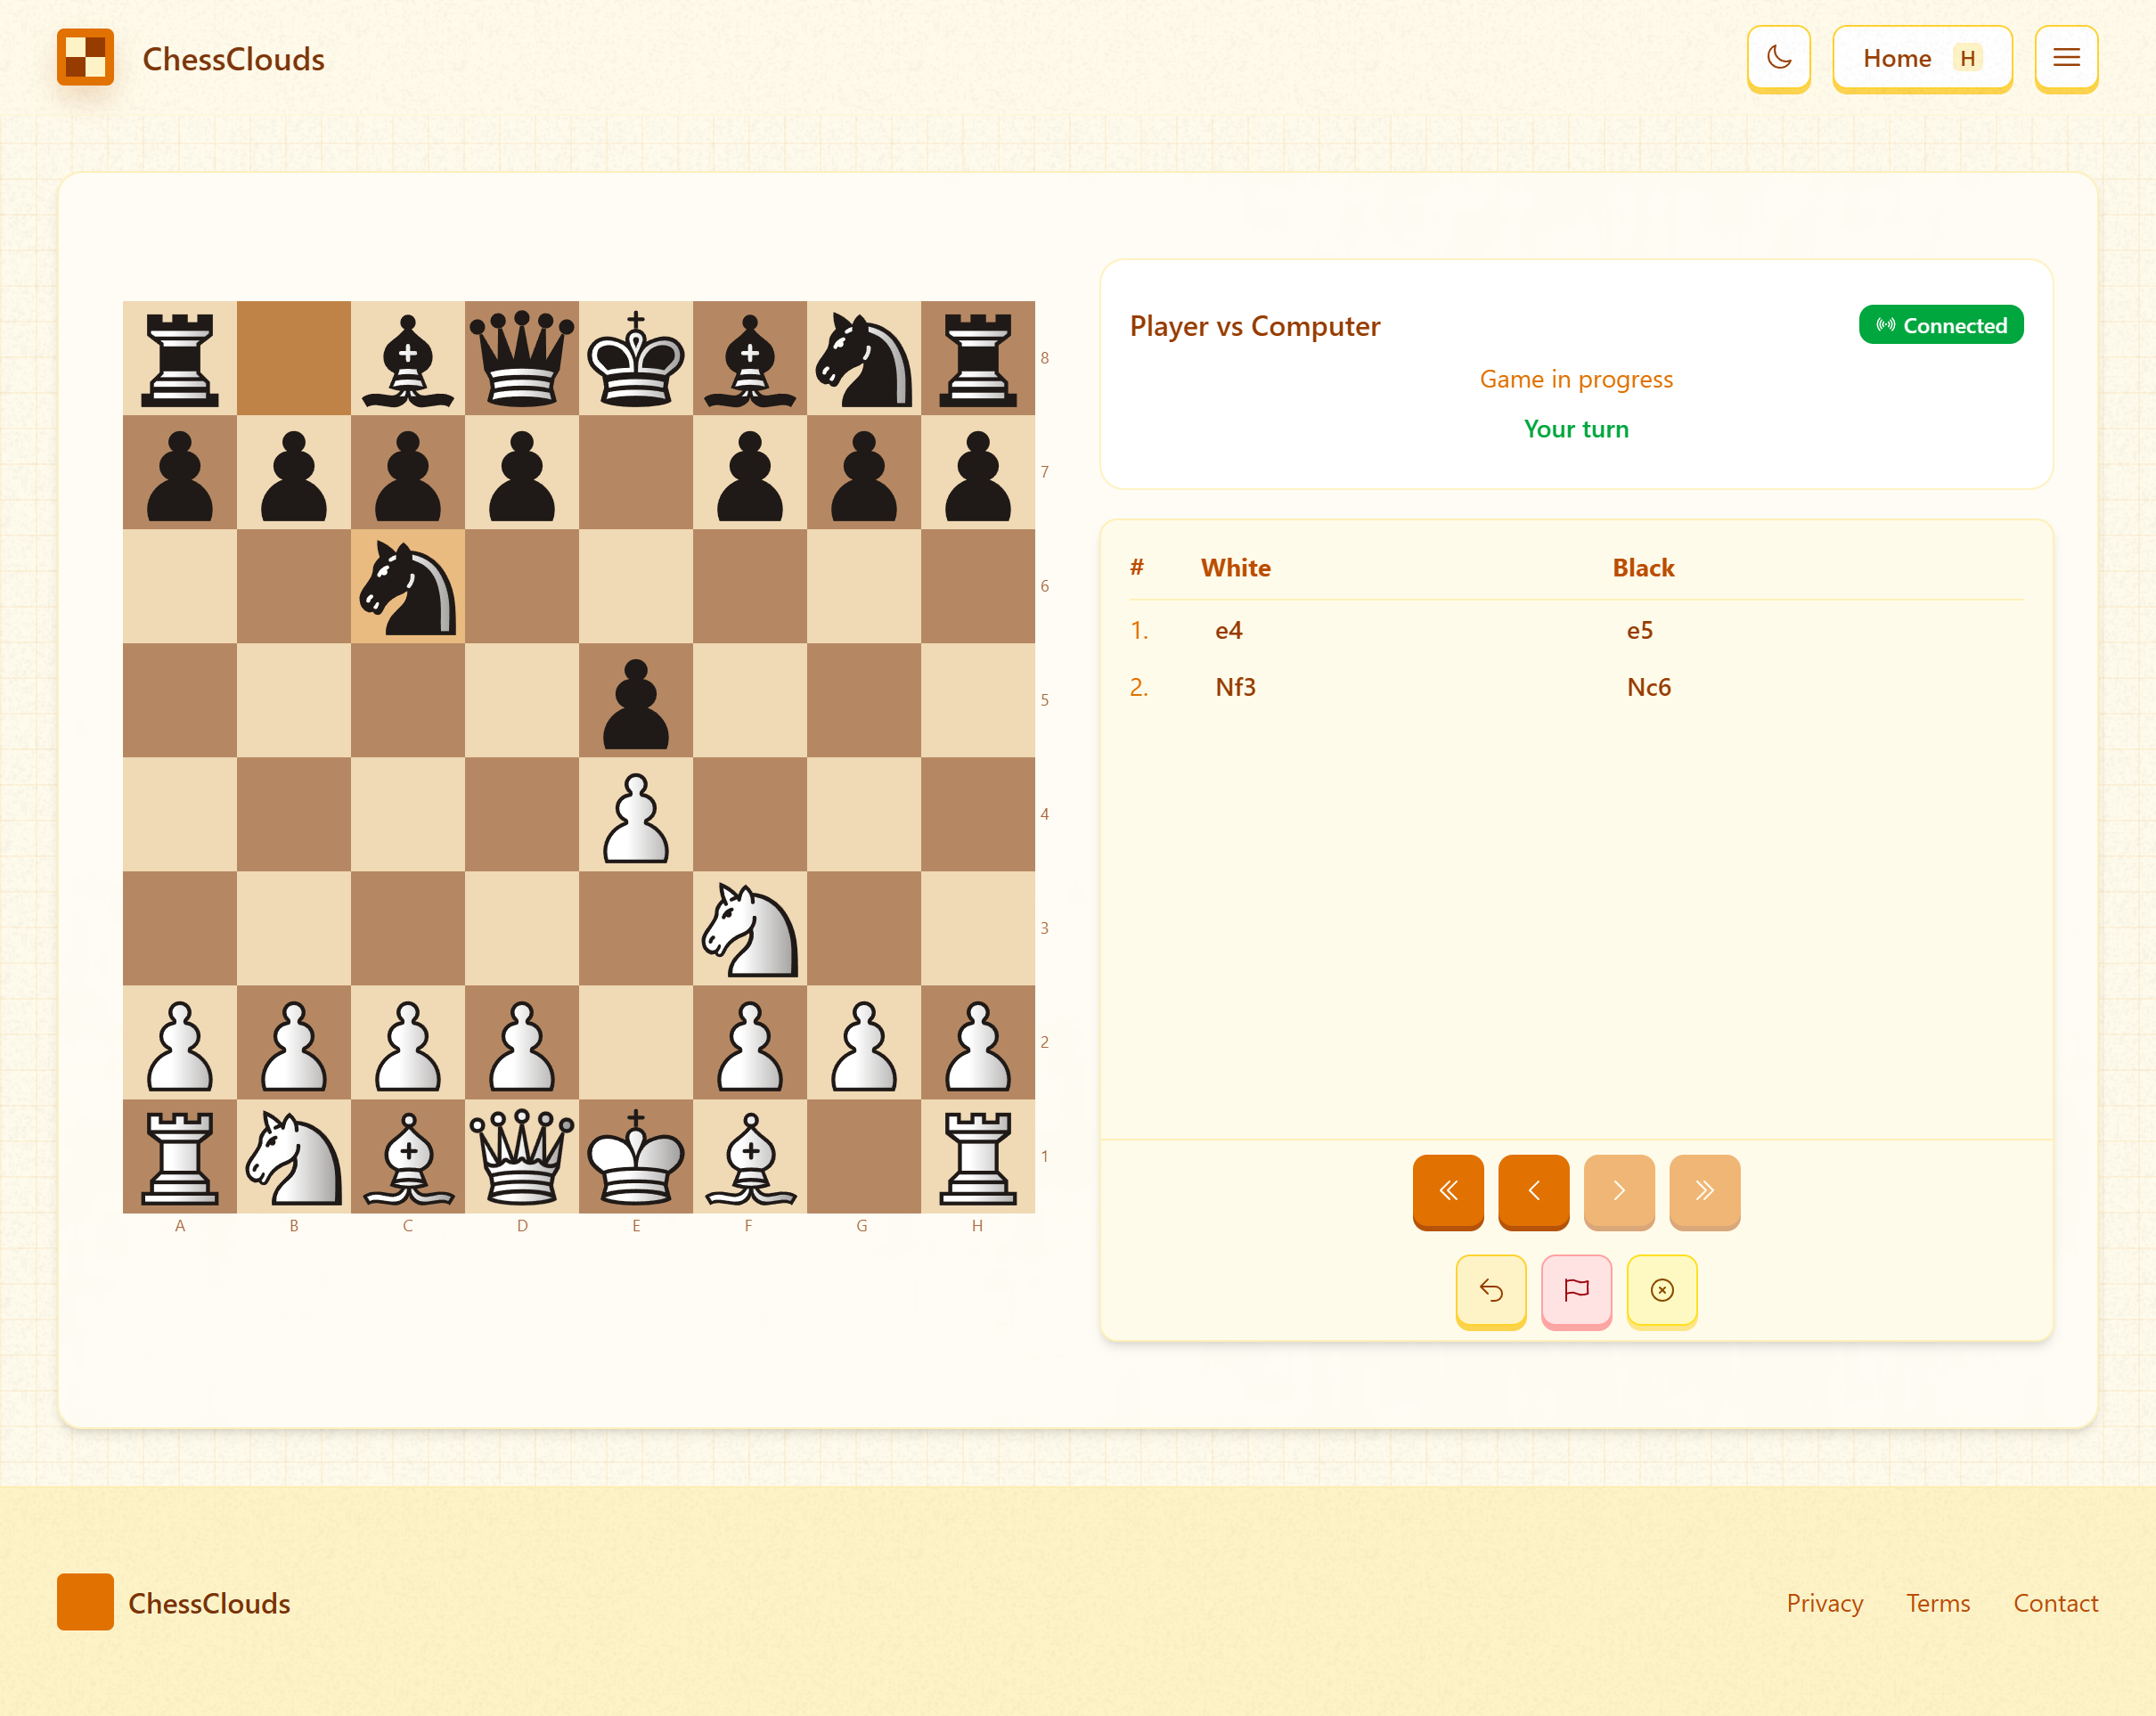 ChessClouds
Home H
Player vs Computer
Connected
Game in progress
Your turn
8
7
6
5
4
3
2
1
A B C D E F G H
# White Black
1. e4 e5
2. Nf3 Nc6
ChessClouds
Privacy Terms Contact